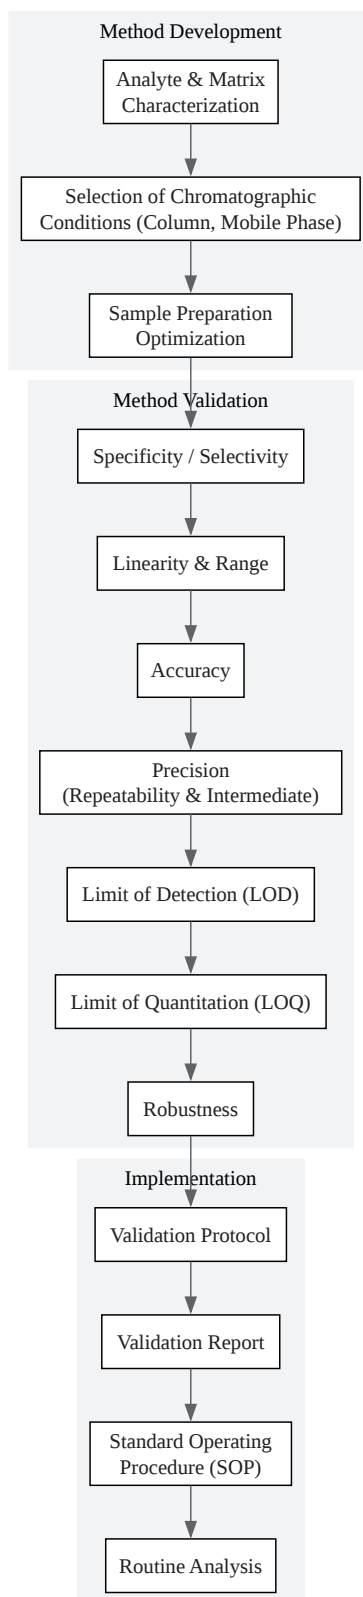 Method Development
Analyte & Matrix
Characterization
Selection of Chromatographic
Conditions (Column, Mobile Phase)
Sample Preparation
Optimization
Method Validation
Specificity / Selectivity
Linearity & Range
Accuracy
Precision
(Repeatability & Intermediate)
Limit of Detection (LOD)
Limit of Quantitation (LOQ)
Robustness
Implementation
Validation Protocol
Validation Report
Standard Operating
Procedure (SOP)
Routine Analysis